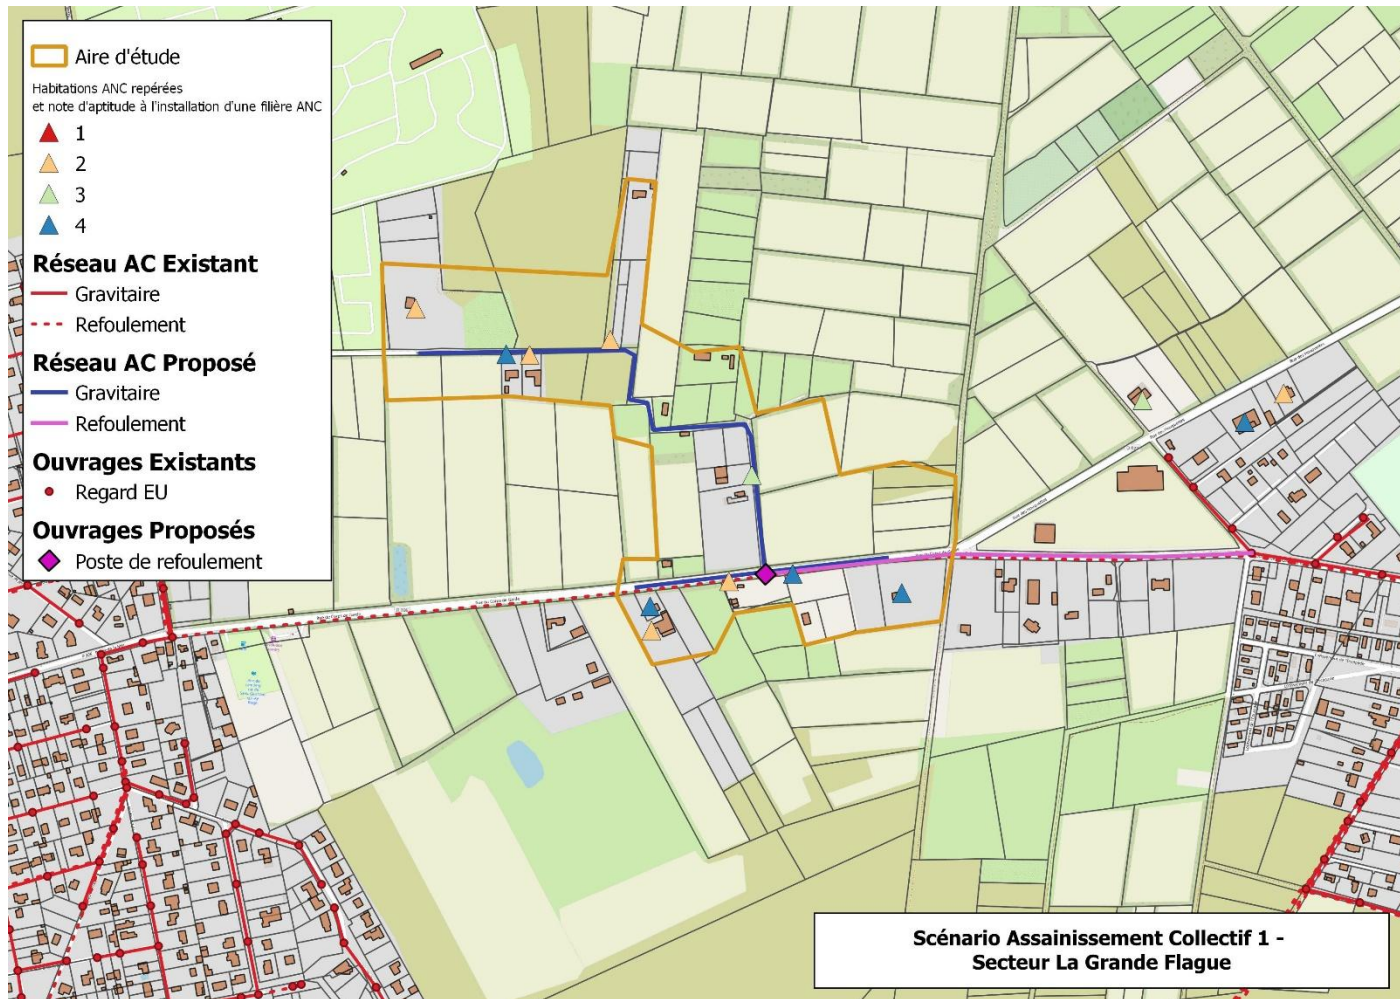 Aire d'étude
Habitations ANC repérées
et note d'aptitude à l'installation d'une filière ANC
1
2
3
4
Réseau AC Existant
Gravitaire
Refoulement
Réseau AC Proposé
Gravitaire
Refoulement
Ouvrages Existants
Regard EU
Ouvrages Proposés
Poste de refoulement
Scénario Assainissement Collectif 1 -
Secteur La Grande Flague